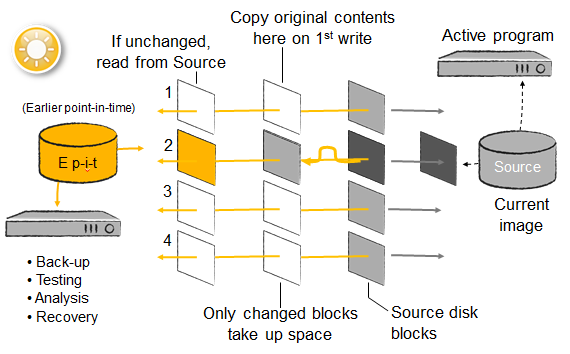 Copy original contents
here on 1st write
Active program
If unchanged,
read from Source
(Earlier point-in-time)
1
E p-i-t
2
Source
3
Current
image
4
• Back-up
• Testing
• Analysis
• Recovery
Only changed blocks
take up space
Source disk
blocks